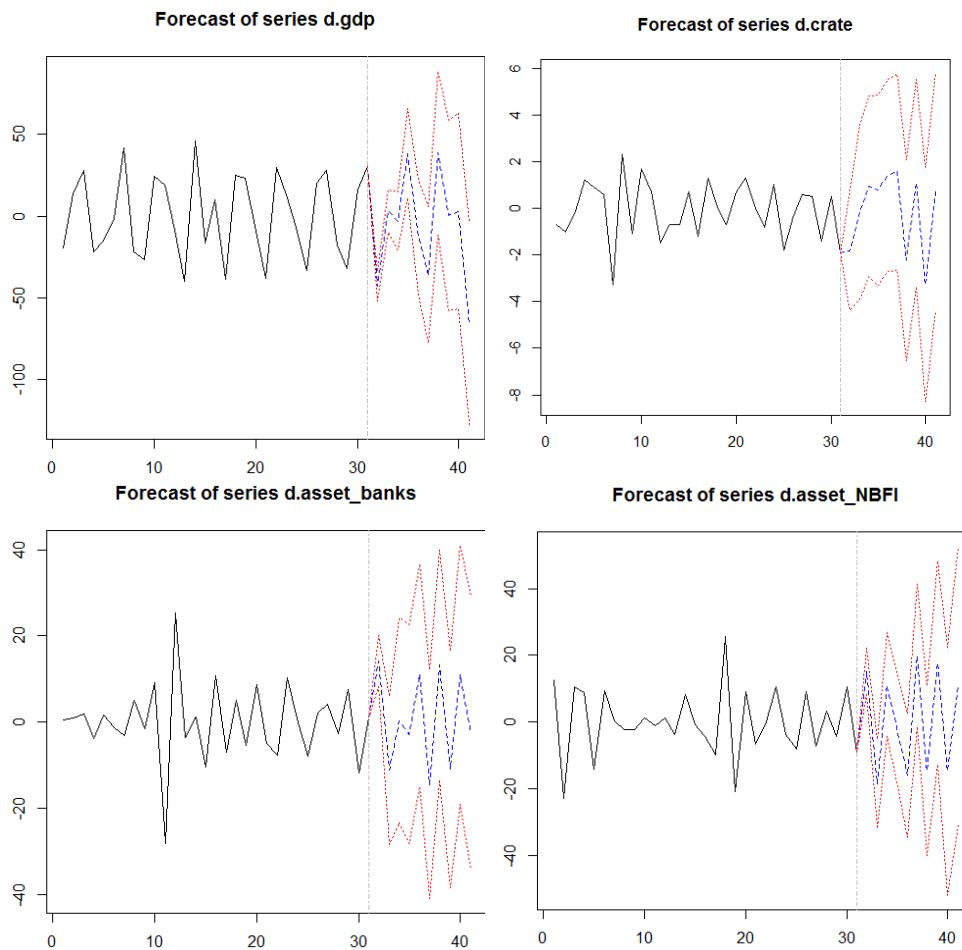 Forecast of series d.gdp
50
0
-50
-100
0 10 20 30 40
Forecast of series d.crate
6
4
2
0
-2
-4
-6
-8
0 10 20 30 40
Forecast of series d.asset_banks
40
20
0
-20
-40
0 10 20 30 40
Forecast of series d.asset_NBFI
40
20
0
-20
-40
0 10 20 30 40